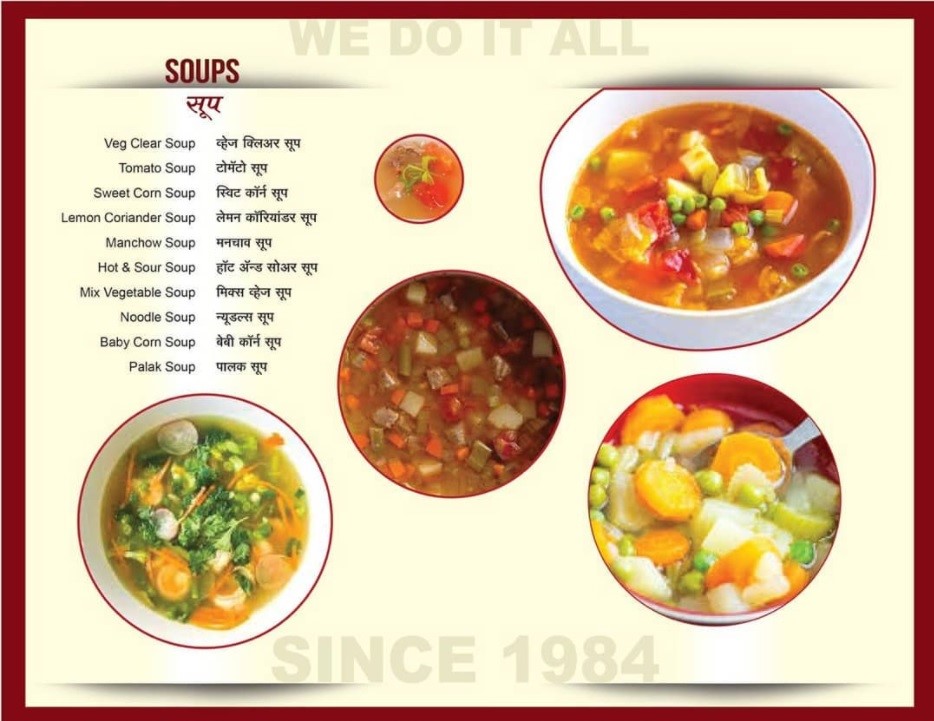 WE DO IT ALL
SOUPS
सूप
Veg Clear Soup व्हेज क्लिअर सूप
Tomato Soup टोमॅटो सूप
Sweet Corn Soup स्विट कॉर्न सूप
Lemon Coriander Soup लेमन कॉरियांडर सूप
Manchow Soup मनचाव सूप
Hot & Sour Soup हॉट ॲन्ड सोअर सूप
Mix Vegetable Soup मिक्स व्हेज सूप
Noodle Soup न्यूडल्स सूप
Baby Corn Soup बेबी कॉर्न सूप
Palak Soup पालक सूप
SINCE 1984